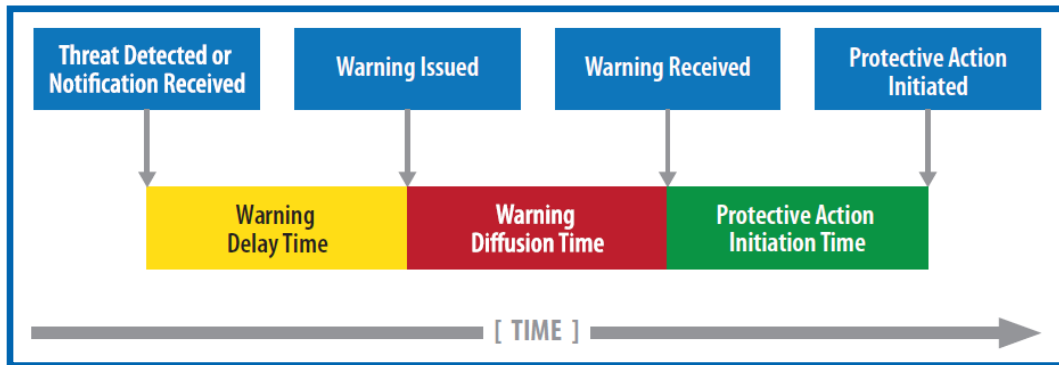 Threat Detected or
Notification Received
Warning Issued
Warning Received
Protective Action
Initiated
Warning
Delay Time
Warning
Diffusion Time
Protective Action
Initiation Time
[ TIME ]